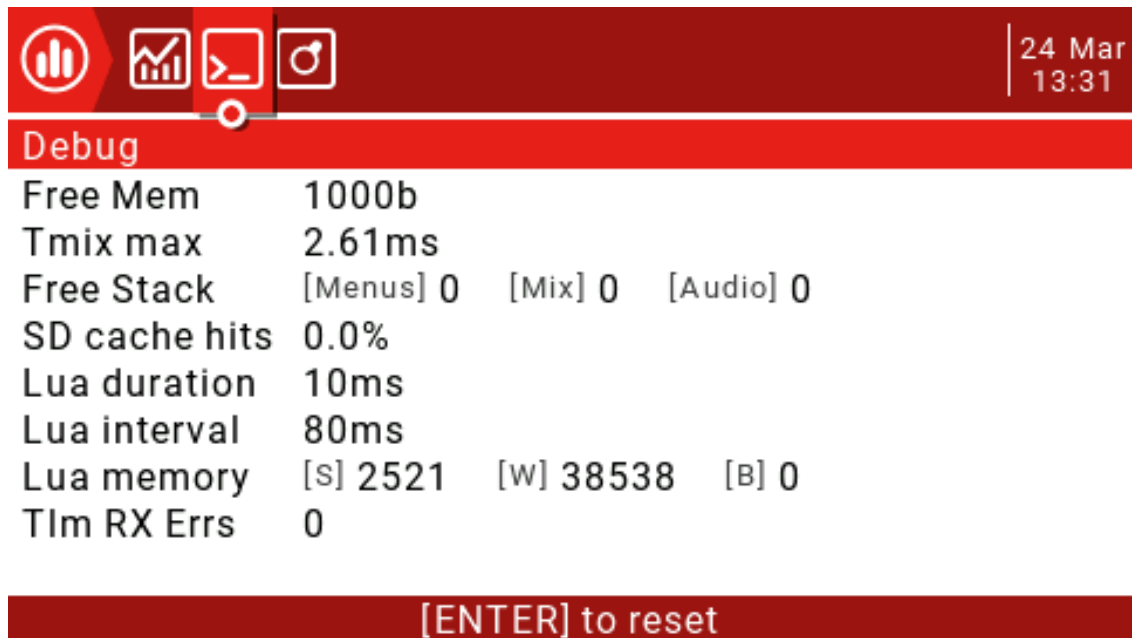 24 Mar
13:31
Debug
Free Mem 1000b
Tmix max 2.61ms
Free Stack [Menus] 0 [Mix] 0 [Audio] 0
SD cache hits 0.0%
Lua duration 10ms
Lua interval 80ms
Lua memory [S] 2521 [W] 38538 [B] 0
Tlm RX Errs 0
[ENTER] to reset